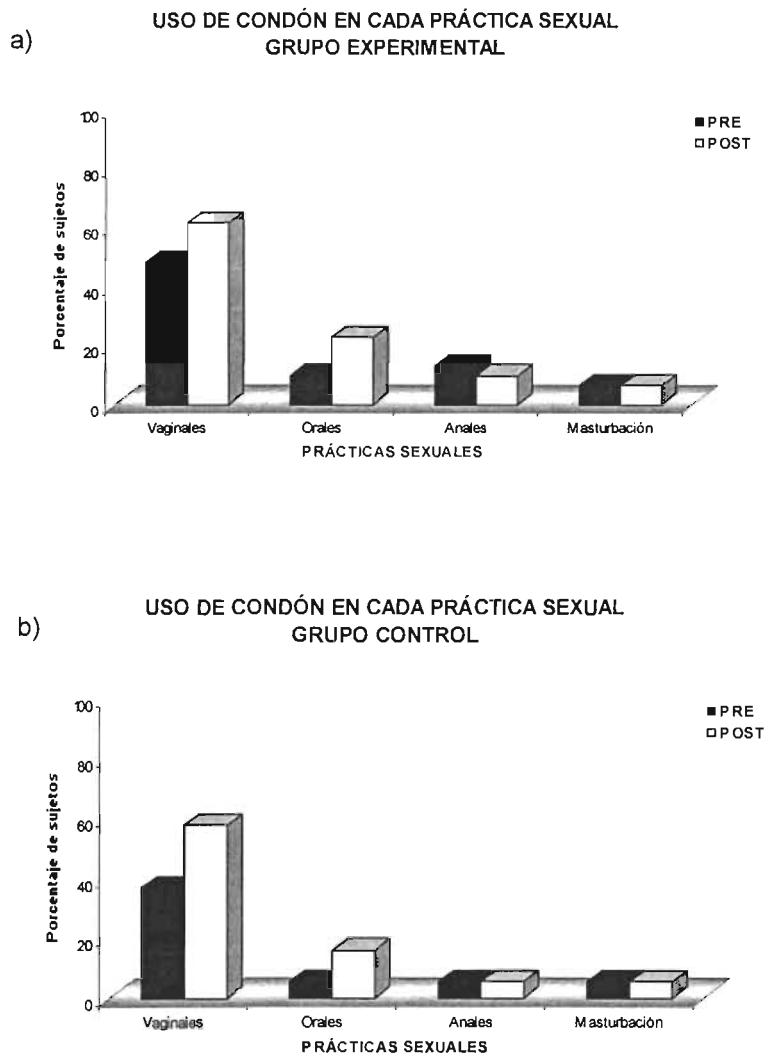 a)
USO DE CONDÓN EN CADA PRÁCTICA SEXUAL
GRUPO EXPERIMENTAL
100
80
60
40
20
0
Porcentaje de sujetos
PRE
POST
Vaginales Orales Anales Masturbación
PRÁCTICAS SEXUALES
b)
USO DE CONDÓN EN CADA PRÁCTICA SEXUAL
GRUPO CONTROL
100
80
60
40
20
0
Porcentaje de sujetos
PRE
POST
Vaginales Orales Anales Masturbación
PRÁCTICAS SEXUALES